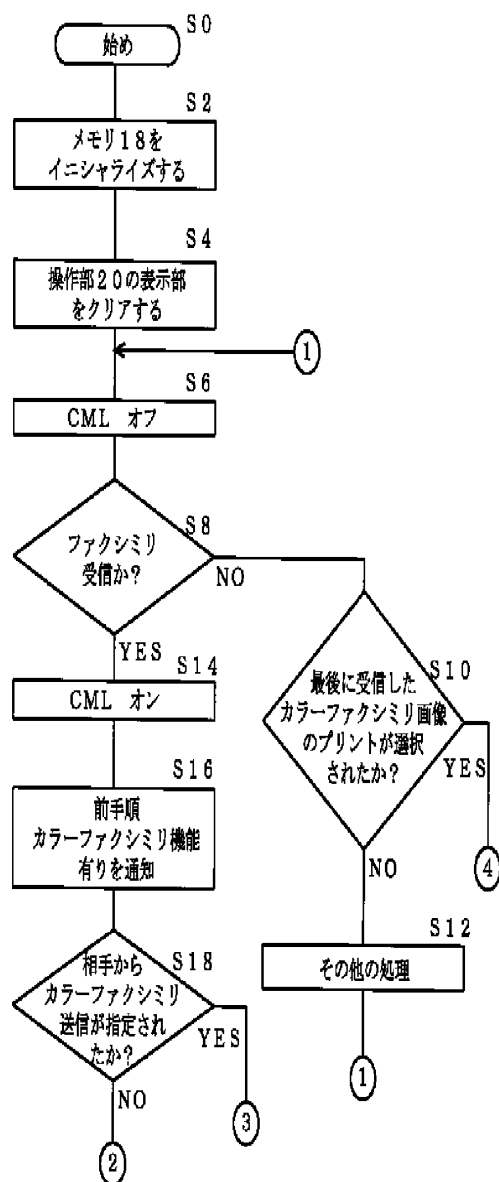 S0
始め
S2
メモリ18を
イニシャライズする
S4
操作部20の表示部
をクリアする
①
S6
CML オフ
S8
ファクシミリ
受信か?
NO
YES
S10
最後に受信した
カラーファクシミリ画像
のプリントが選択
されたか?
YES
④
NO
S12
その他の処理
①
S14
CML オン
S16
前手順
カラーファクシミリ機能
有りを通知
S18
相手から
カラーファクシミリ
送信が指定され
たか?
YES
③
NO
②